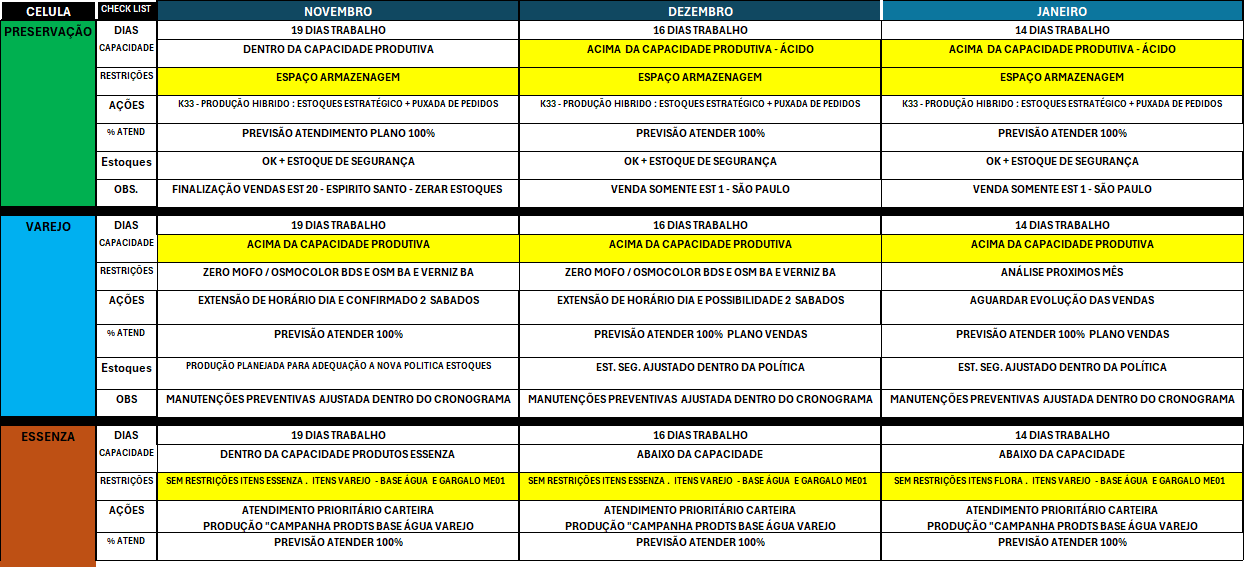 CELULA CHECK LIST NOVEMBRO DEZEMBRO JANEIRO
PRESERVAÇÃO DIAS 19 DIAS TRABALHO 16 DIAS TRABALHO 14 DIAS TRABALHO
CAPACIDADE DENTRO DA CAPACIDADE PRODUTIVA ACIMA DA CAPACIDADE PRODUTIVA - ÁCIDO ACIMA DA CAPACIDADE PRODUTIVA - ÁCIDO
RESTRIÇÕES ESPAÇO ARMAZENAGEM ESPAÇO ARMAZENAGEM ESPAÇO ARMAZENAGEM
AÇÕES K33 - PRODUÇÃO HIBRIDO : ESTOQUES ESTRATÉGICO + PUXADA DE PEDIDOS K33 - PRODUÇÃO HIBRIDO : ESTOQUES ESTRATÉGICO + PUXADA DE PEDIDOS K33 - PRODUÇÃO HIBRIDO : ESTOQUES ESTRATÉGICO + PUXADA DE PEDIDOS
% ATEND PREVISÃO ATENDIMENTO PLANO 100% PREVISÃO ATENDER 100% PREVISÃO ATENDER 100%
Estoques OK + ESTOQUE DE SEGURANÇA OK + ESTOQUE DE SEGURANÇA OK + ESTOQUE DE SEGURANÇA
OBS. FINALIZAÇÃO VENDAS EST 20 - ESPIRITO SANTO - ZERAR ESTOQUES VENDA SOMENTE EST 1 - SÃO PAULO VENDA SOMENTE EST 1 - SÃO PAULO
VAREJO DIAS 19 DIAS TRABALHO 16 DIAS TRABALHO 14 DIAS TRABALHO
CAPACIDADE ACIMA DA CAPACIDADE PRODUTIVA ACIMA DA CAPACIDADE PRODUTIVA ACIMA DA CAPACIDADE PRODUTIVA
RESTRIÇÕES ZERO MOFO / OSMOCOLOR BDS E OSM BA E VERNIZ BA ZERO MOFO / OSMOCOLOR BDS E OSM BA E VERNIZ BA ANÁLISE PROXIMOS MÊS
AÇÕES EXTENSÃO DE HORÁRIO DIA E CONFIRMADO 2 SABADOS EXTENSÃO DE HORÁRIO DIA E POSSIBILIDADE 2 SABADOS AGUARDAR EVOLUÇÃO DAS VENDAS
% ATEND PREVISÃO ATENDER 100% PREVISÃO ATENDER 100% PLANO VENDAS PREVISÃO ATENDER 100% PLANO VENDAS
Estoques PRODUÇÃO PLANEJADA PARA ADEQUAÇÃO A NOVA POLITICA ESTOQUES EST. SEG. AJUSTADO DENTRO DA POLÍTICA EST. SEG. AJUSTADO DENTRO DA POLÍTICA
OBS MANUTENÇÕES PREVENTIVAS AJUSTADA DENTRO DO CRONOGRAMA MANUTENÇÕES PREVENTIVAS AJUSTADA DENTRO DO CRONOGRAMA MANUTENÇÕES PREVENTIVAS AJUSTADA DENTRO DO CRONOGRAMA
ESSENZA DIAS 19 DIAS TRABALHO 16 DIAS TRABALHO 14 DIAS TRABALHO
CAPACIDADE DENTRO DA CAPACIDADE PRODUTOS ESSENZA ABAIXO DA CAPACIDADE ABAIXO DA CAPACIDADE
RESTRIÇÕES SEM RESTRIÇÕES ITENS ESSENZA . ITENS VAREJO - BASE ÁGUA E GARGALO ME01 SEM RESTRIÇÕES ITENS ESSENZA . ITENS VAREJO - BASE ÁGUA E GARGALO ME01 SEM RESTRIÇÕES ITENS FLORA . ITENS VAREJO - BASE ÁGUA E GARGALO ME01
AÇÕES ATENDIMENTO PRIORITÁRIO CARTEIRA ATENDIMENTO PRIORITÁRIO CARTEIRA ATENDIMENTO PRIORITÁRIO CARTEIRA
PRODUÇÃO "CAMPANHA PRODTS BASE ÁGUA VAREJO PRODUÇÃO "CAMPANHA PRODTS BASE ÁGUA VAREJO PRODUÇÃO "CAMPANHA PRODTS BASE ÁGUA VAREJO
% ATEND PREVISÃO ATENDER 100% PREVISÃO ATENDER 100% PREVISÃO ATENDER 100%